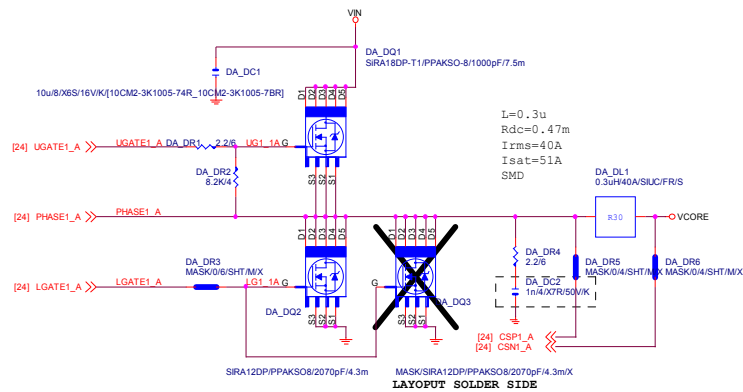 VIN
DA_DQ1
SiRA18DP-T1/PPAKSO-8/1000pF/7.5m
DA_DC1
10u/8/X6S/16V/K/[10CM2-3K1005-74R_10CM2-3K1005-7BR]
D1
D2
D3
D4
D5
L=0.3u
Rdc=0.47m
Irms=40A
Isat=51A
SMD
[24] UGATE1_A
UGATE1_A
DA_DR1
2.2/6
UG1_1A
G
DA_DR2
8.2K/4
S3
S2
S1
DA_DL1
0.3uH/40A/SIUC/FR/S
[24] PHASE1_A
PHASE1_A
R30
VCORE
D1
D2
D3
D4
D5
D1
D2
D3
D4
D5
DA_DR3
MASK/0/6/SHT/M/X
DA_DR4
2.2/6
DA_DR5
MASK/0/4/SHT/M/X
DA_DR6
MASK/0/4/SHT/M/X
[24] LGATE1_A
LGATE1_A
LG1_1A
G
G
DA_DC2
1n/4/X7R/50V/K
DA_DQ2
DA_DQ3
S3
S2
S1
S3
S2
S1
[24] CSP1_A
[24] CSN1_A
SIRA12DP/PPAKSO8/2070pF/4.3m
MASK/SIRA12DP/PPAKSO8/2070pF/4.3m/X
LAYOPUT SOLDER SIDE